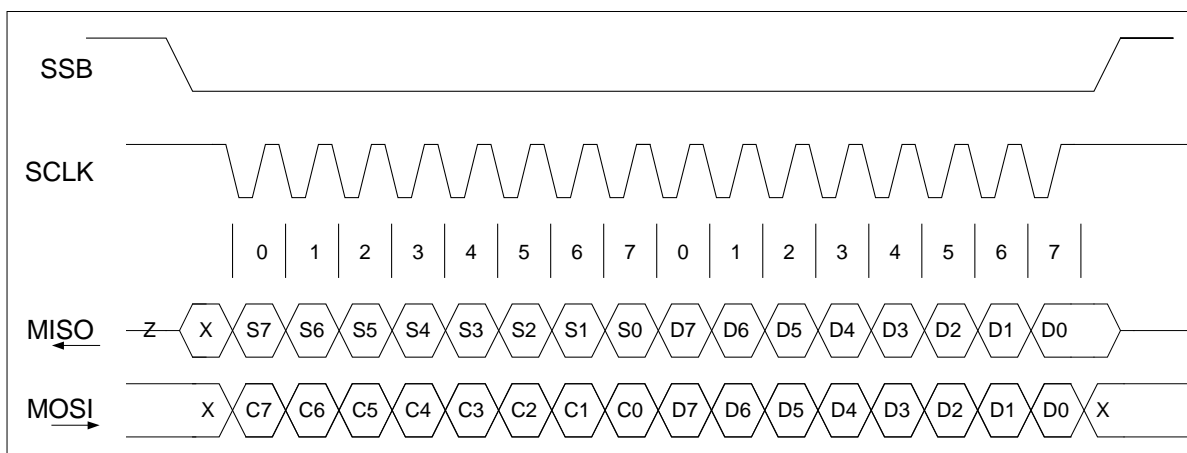 SSB
SCLK
0 1 2 3 4 5 6 7 0 1 2 3 4 5 6 7
MISO Z X S7 S6 S5 S4 S3 S2 S1 S0 D7 D6 D5 D4 D3 D2 D1 D0
MOSI X C7 C6 C5 C4 C3 C2 C1 C0 D7 D6 D5 D4 D3 D2 D1 D0 X